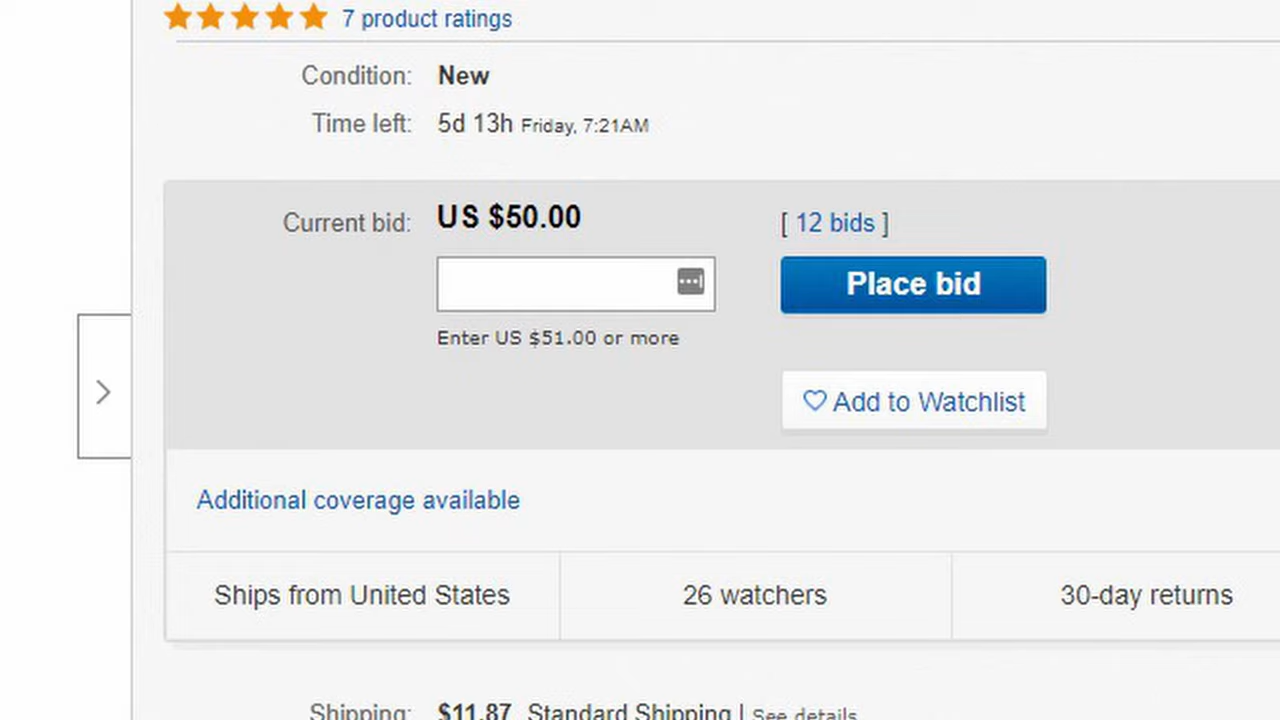 7 product ratings
Condition: New
Time left: 5d 13h Friday, 7:21AM
Current bid: US $50.00 [ 12 bids ]
Place bid
Enter US $51.00 or more
Add to Watchlist
Additional coverage available
Ships from United States 26 watchers 30-day returns
Shipping: $11.87 Standard Shipping | See details